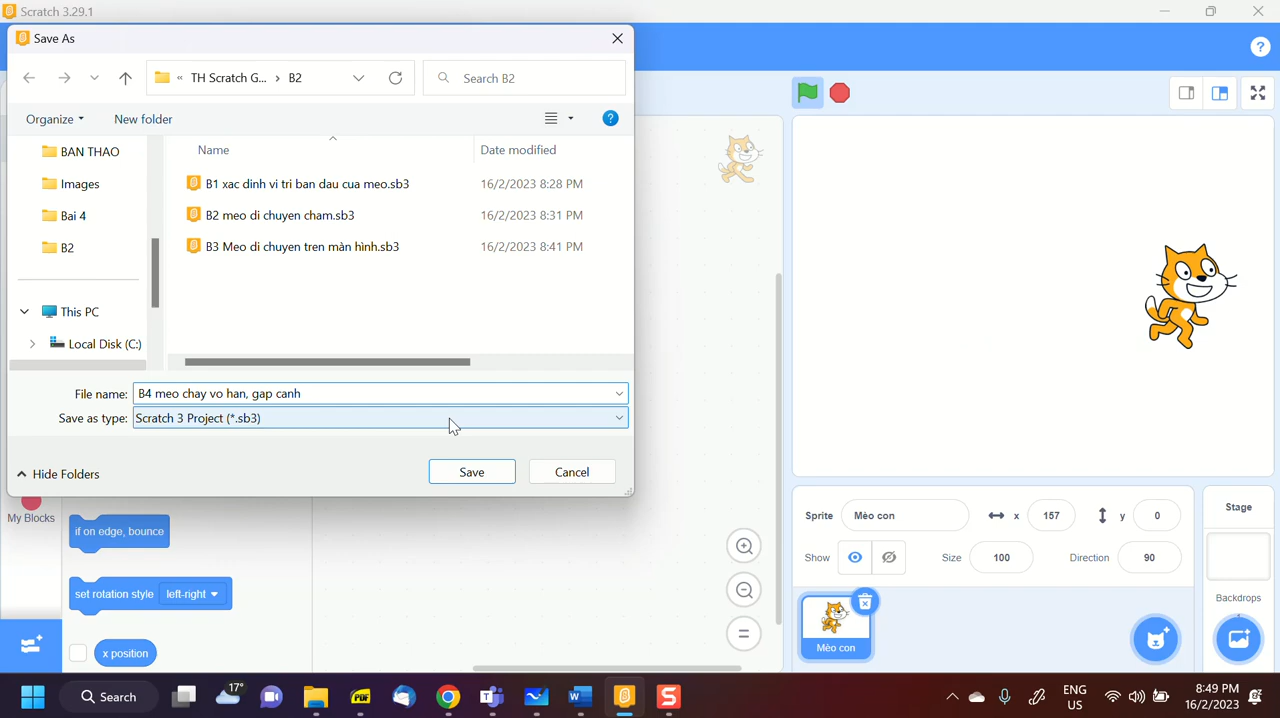 Scratch 3.29.1
Save As
« TH Scratch G... › B2
Search B2
Organize
New folder
Name
Date modified
BAN THAO
Images
Bai 4
B2
This PC
Local Disk (C:)
B1 xac dinh vi tri ban dau cua meo.sb3 16/2/2023 8:28 PM
B2 meo di chuyen cham.sb3 16/2/2023 8:31 PM
B3 Meo di chuyen tren màn hình.sb3 16/2/2023 8:41 PM
File name: B4 meo chay vo han, gap canh
Save as type: Scratch 3 Project (*.sb3)
Hide Folders
Save
Cancel
My Blocks
if on edge, bounce
set rotation style left-right
x position
Sprite Mèo con x 157 y 0
Show Size 100 Direction 90
Mèo con
Stage
Backdrops
Search
17°
PDF
ENG
US
8:49 PM
16/2/2023